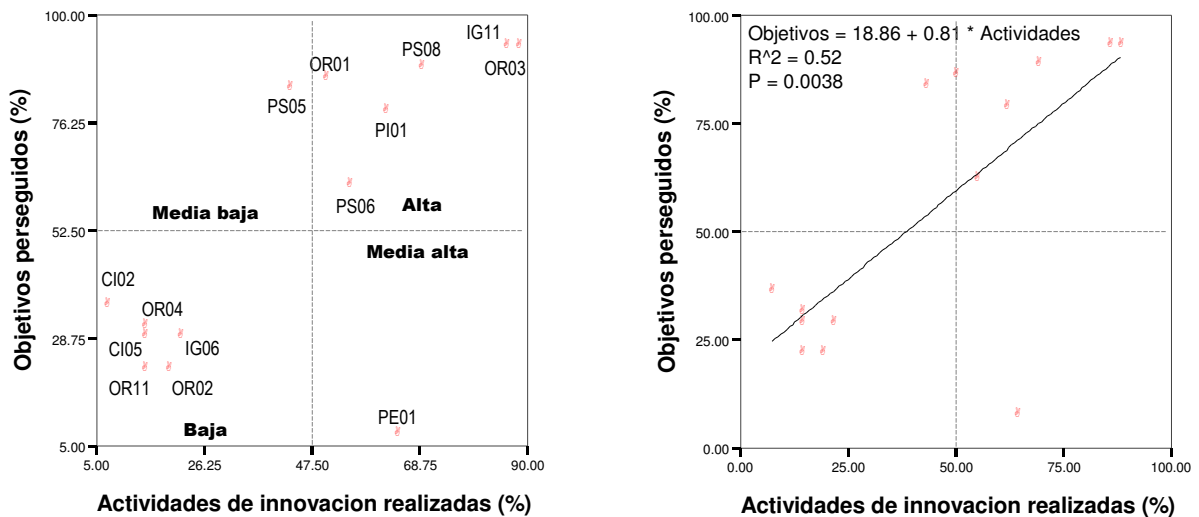 100.00
76.25
52.50
28.75
5.00
Objetivos perseguidos (%)
IG11
OR03
PS08
OR01
PS05
PI01
PS06
Media baja
Alta
Media alta
CI02
OR04
CI05
IG06
OR11
OR02
PE01
Baja
5.00 26.25 47.50 68.75 90.00
Actividades de innovacion realizadas (%)
100.00
75.00
50.00
25.00
0.00
Objetivos perseguidos (%)
Objetivos = 18.86 + 0.81 * Actividades
R^2 = 0.52
P = 0.0038
0.00 25.00 50.00 75.00 100.00
Actividades de innovacion realizadas (%)